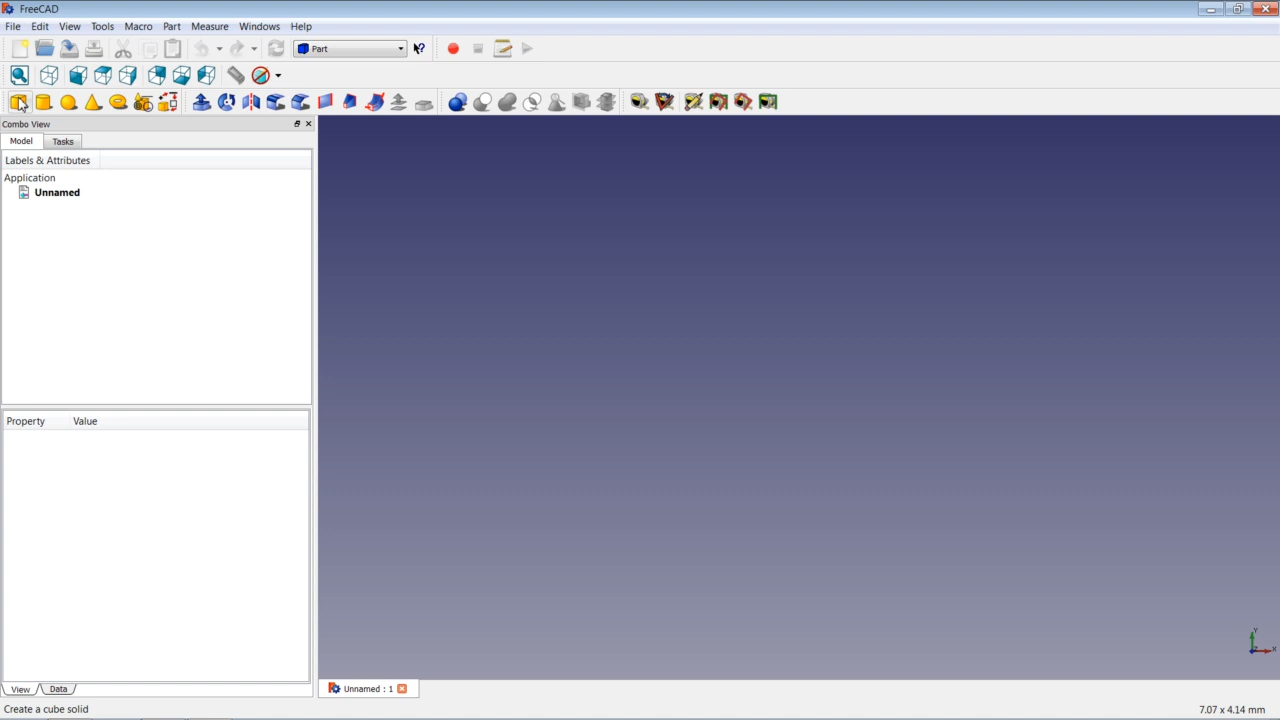 FreeCAD
File Edit View Tools Macro Part Measure Windows Help
Part
Combo View
Model Tasks
Labels & Attributes
Application
Unnamed
Property Value
View Data
Unnamed : 1
Y
X
Z
Create a cube solid 7.07 x 4.14 mm